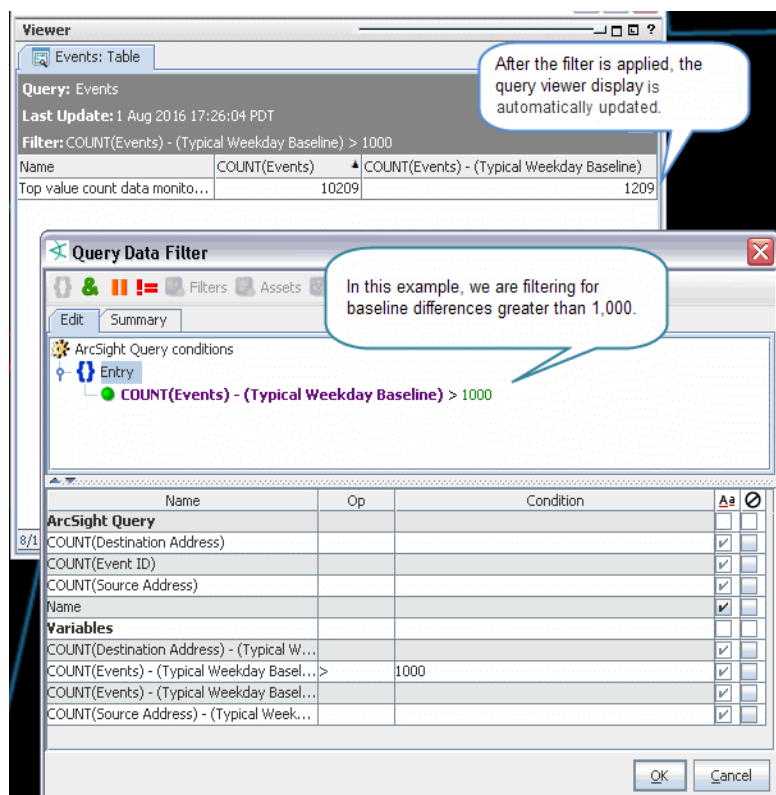 Viewer
?
Events: Table
After the filter is applied, the
query viewer display is
automatically updated.
Query: Events
Last Update: 1 Aug 2016 17:26:04 PDT
Filter: COUNT(Events) - (Typical Weekday Baseline) > 1000
Name COUNT(Events) COUNT(Events) - (Typical Weekday Baseline)
Top value count data monito... 10209 1209
Query Data Filter
{} & != Filters Assets
In this example, we are filtering for
baseline differences greater than 1,000.
Edit Summary
ArcSight Query conditions
{} Entry
COUNT(Events) - (Typical Weekday Baseline) > 1000
Name Op Condition Aa
ArcSight Query
8/1
COUNT(Destination Address)
COUNT(Event ID)
COUNT(Source Address)
Name
Variables
COUNT(Destination Address) - (Typical W...
COUNT(Events) - (Typical Weekday Basel... > 1000
COUNT(Events) - (Typical Weekday Basel...
COUNT(Source Address) - (Typical Week...
OK Cancel